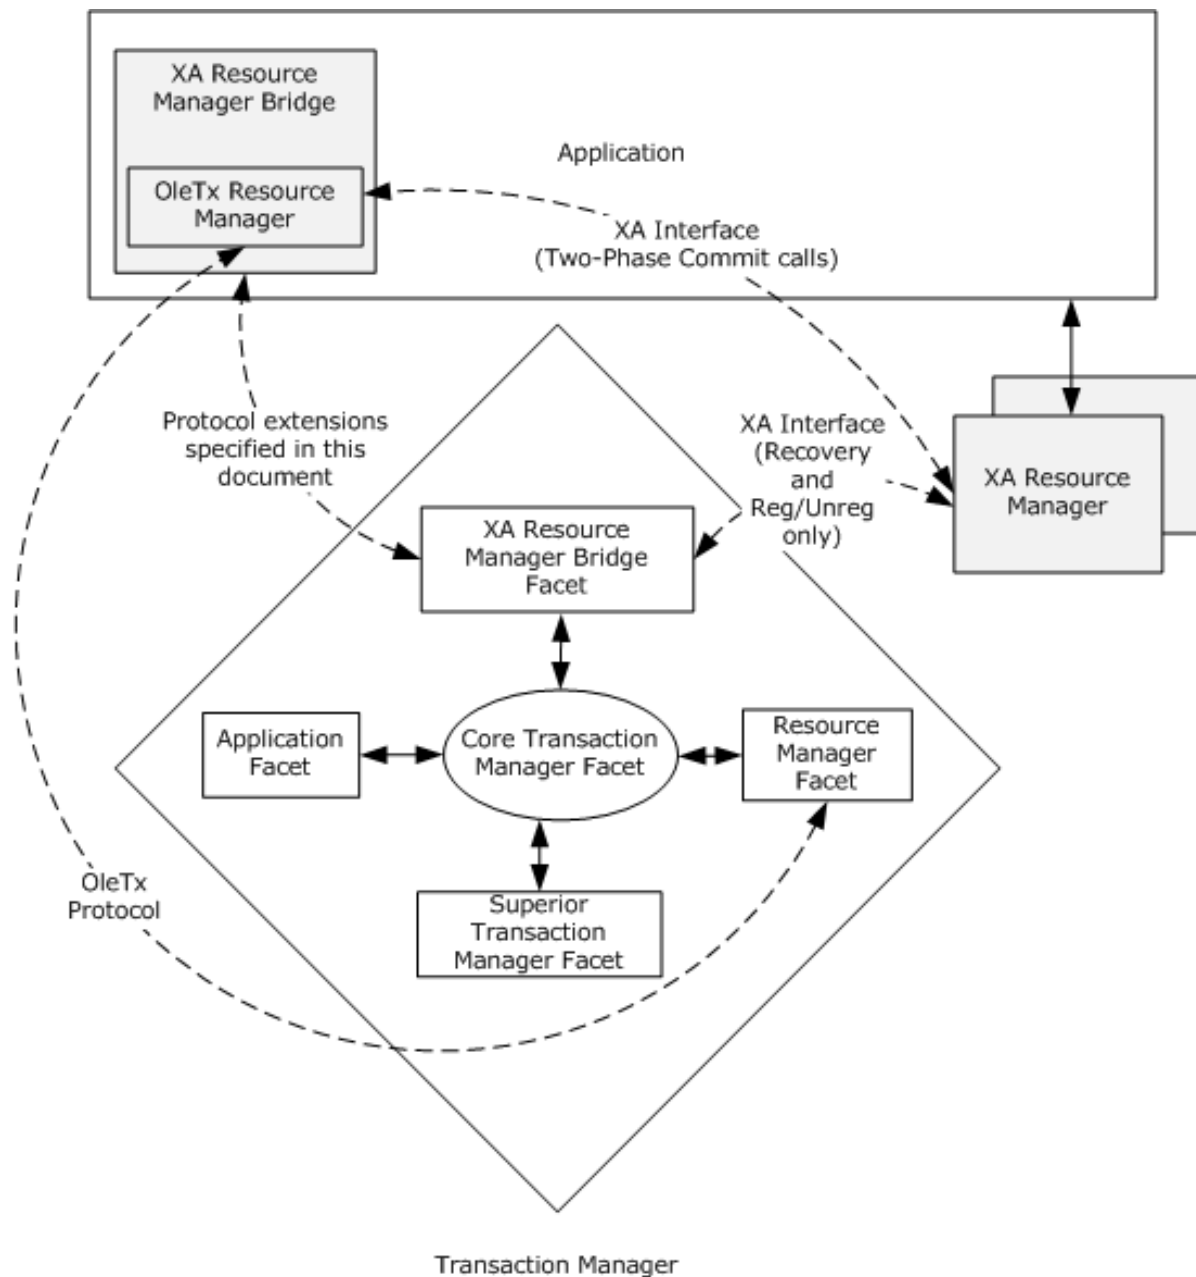 XA Resource
Manager Bridge
OleTx Resource
Manager
Application
XA Interface
(Two-Phase Commit calls)
Protocol extensions
specified in this
document
XA Interface
(Recovery
and
Reg/Unreg
only)
XA Resource
Manager
XA Resource
Manager Bridge
Facet
Application
Facet
Core Transaction
Manager Facet
Resource
Manager
Facet
OleTx
Protocol
Superior
Transaction
Manager Facet
Transaction Manager